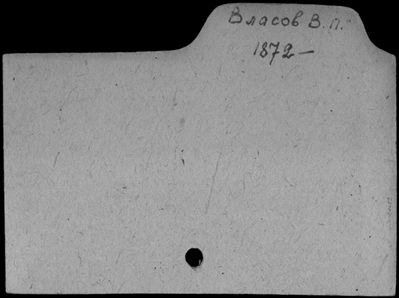 Власов В. П.
1872 —